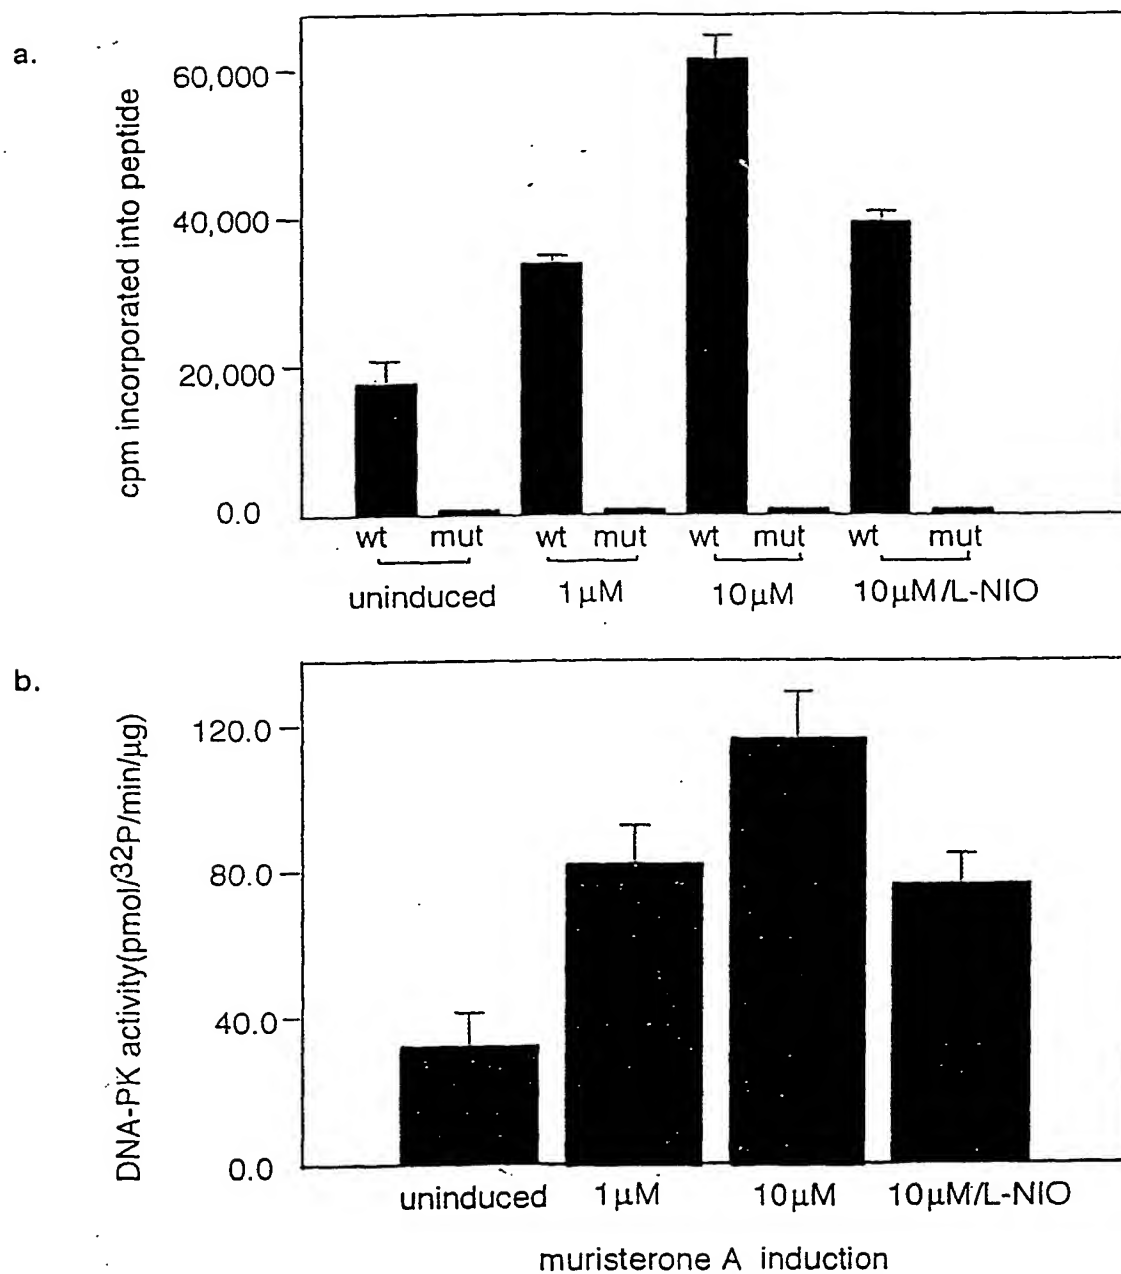 a.
cpm incorporated into peptide
60,000
40,000
20,000
0.0
wt mut wt mut wt mut wt mut
uninduced 1μM 10μM 10μM/L-NIO
b.
DNA-PK activity(pmol/32P/min/μg)
120.0
80.0
40.0
0.0
uninduced 1μM 10μM 10μM/L-NIO
muristerone A induction